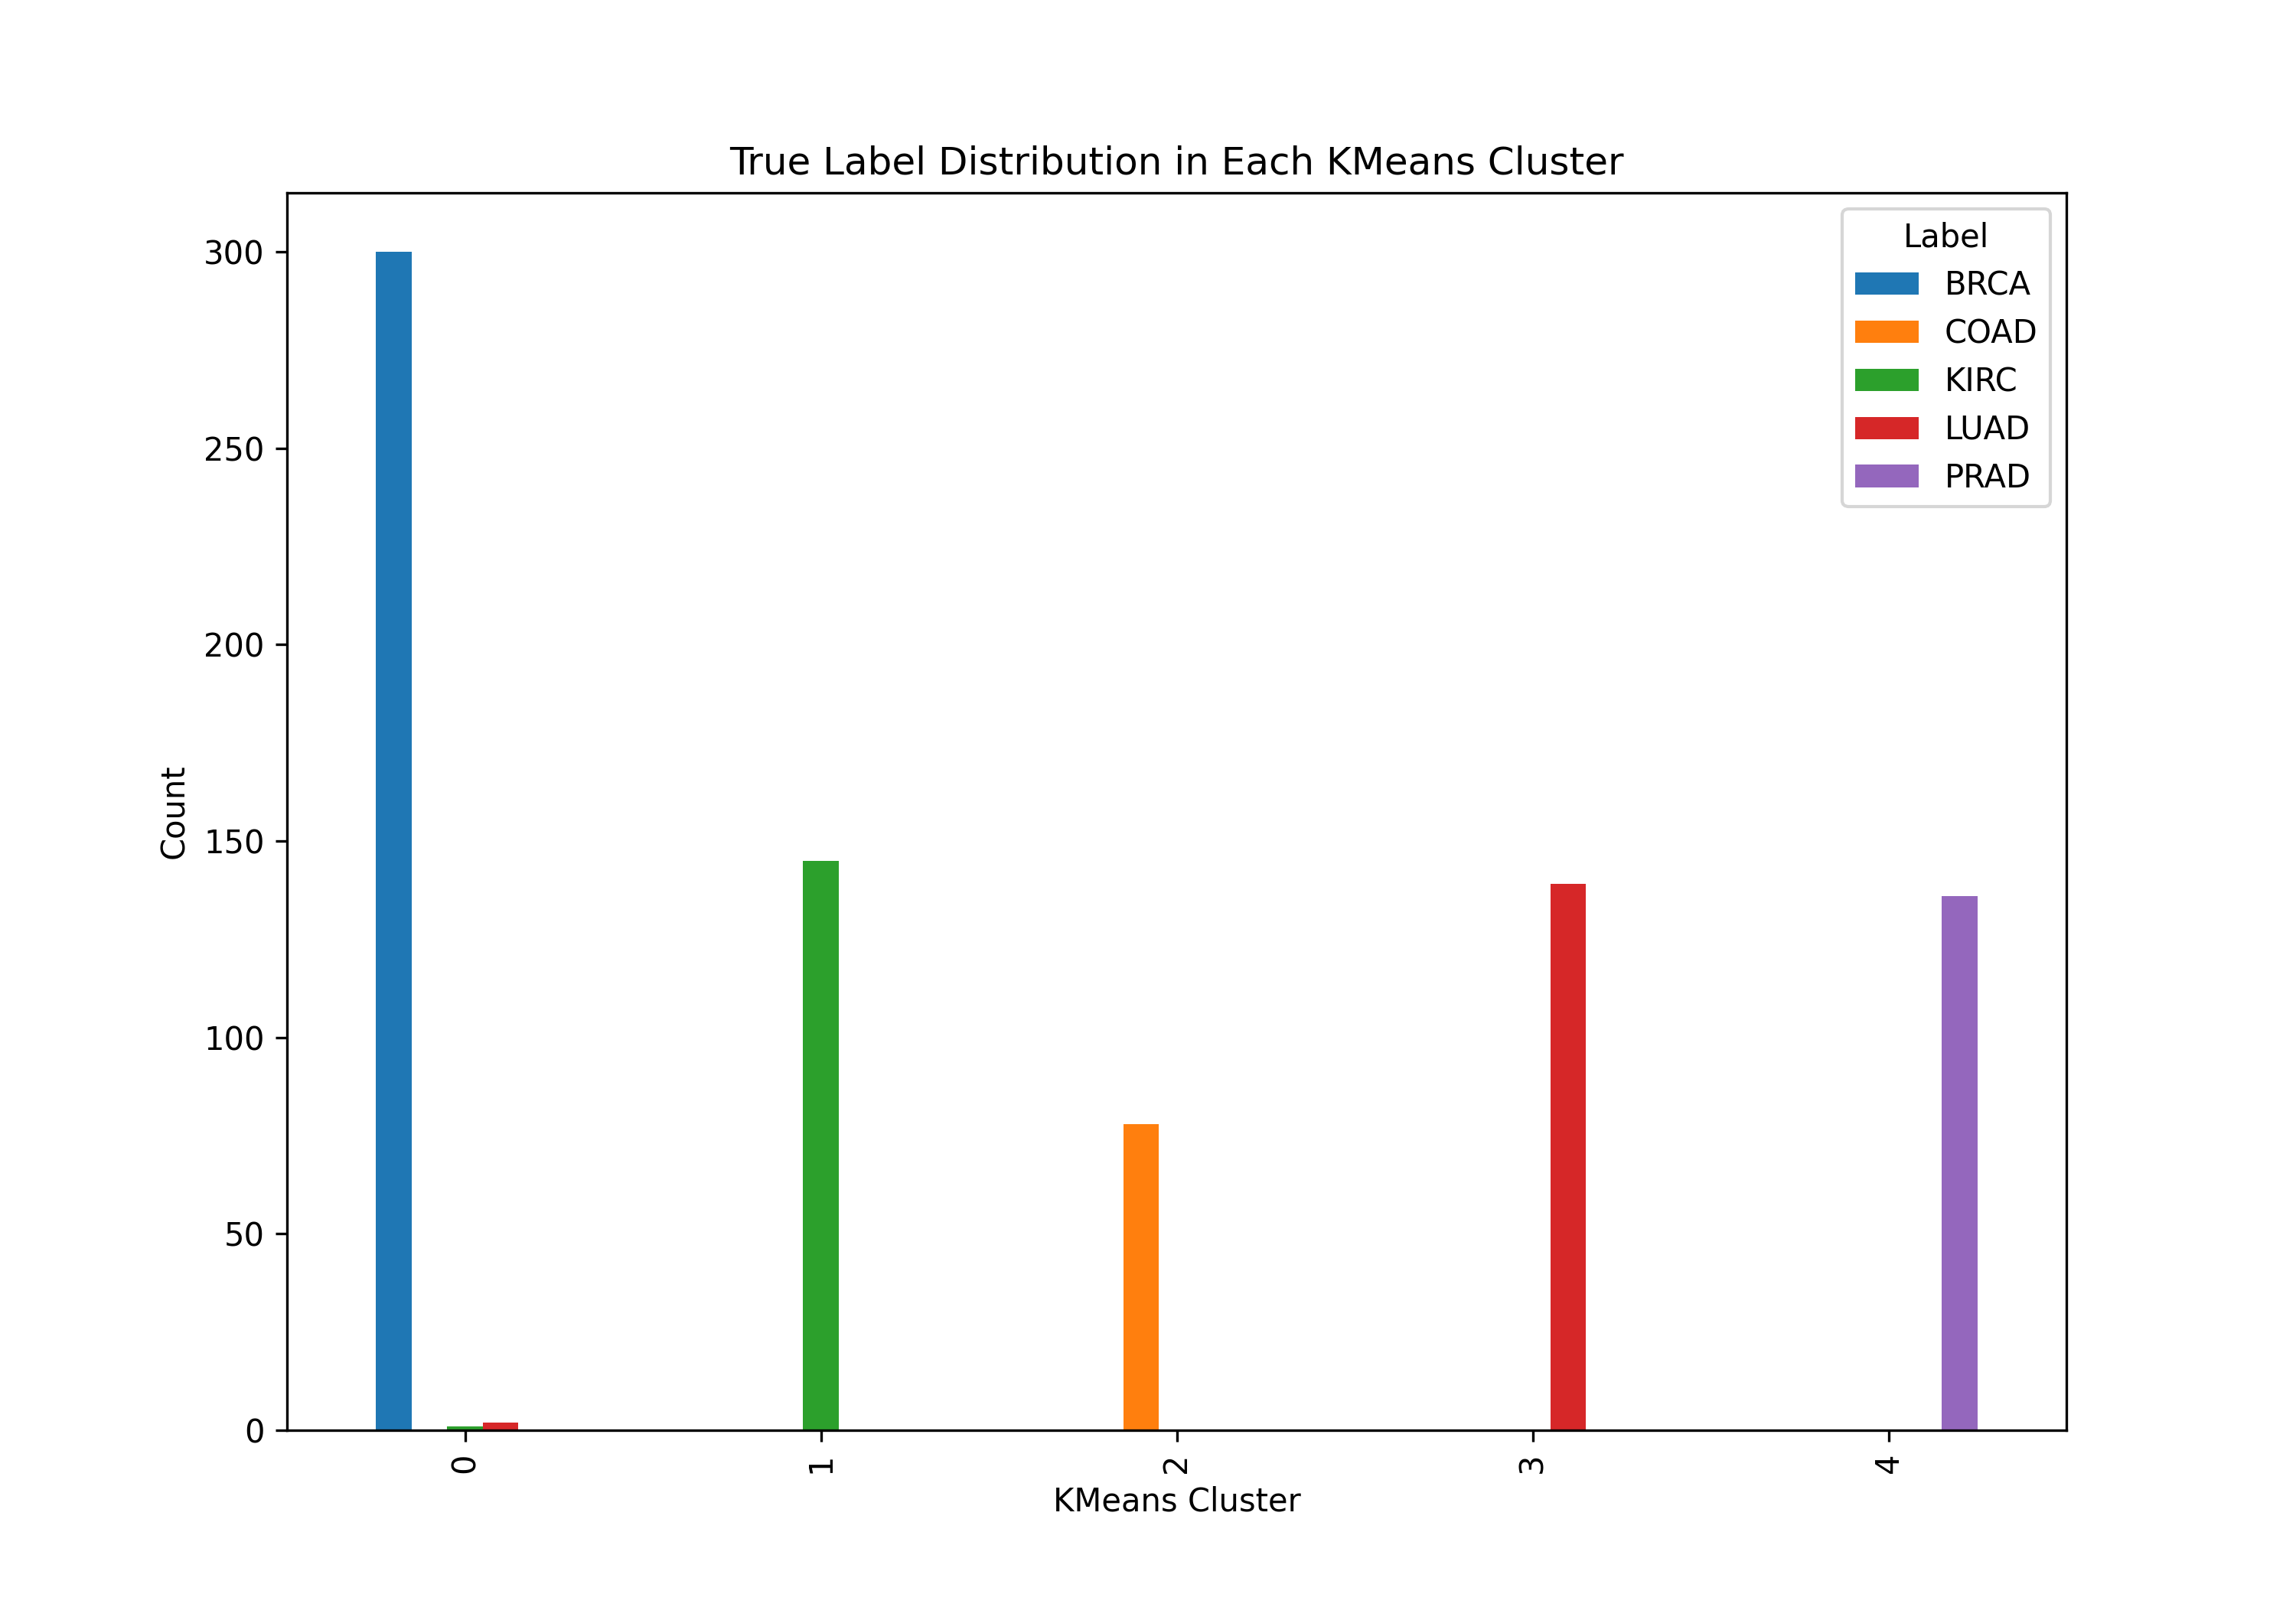 True Label Distribution in Each KMeans Cluster
Label
BRCA
COAD
KIRC
LUAD
PRAD
300
250
200
150
100
50
0
Count
0
1
2
3
4
KMeans Cluster